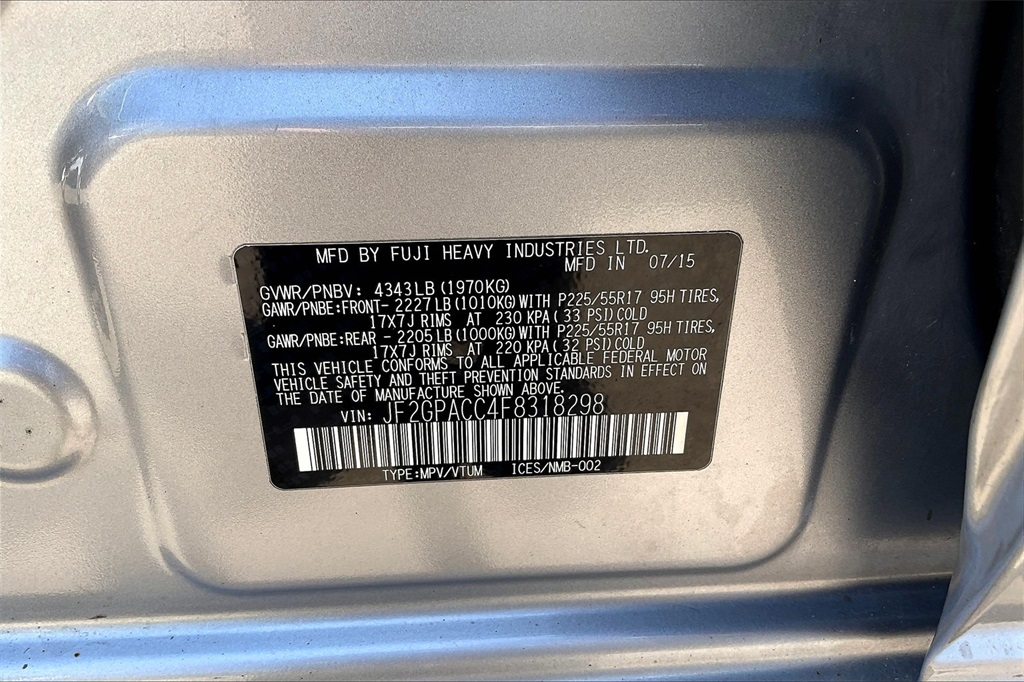 MFD BY FUJI HEAVY INDUSTRIES LTD.
MFD IN 07/15
GVWR/PNBV: 4343LB (1970KG)
GAWR/PNBE:FRONT- 2227LB (1010KG) WITH P225/55R17 95H TIRES,
17X7J RIMS AT 230 KPA( 33 PSI) COLD
GAWR/PNBE:REAR - 2205LB (1000KG) WITH P225/55R17 95H TIRES,
17X7J RIMS AT 220 KPA( 32 PSI) COLD
THIS VEHICLE CONFORMS TO ALL APPLICABLE FEDERAL MOTOR
VEHICLE SAFETY AND THEFT PREVENTION STANDARDS IN EFFECT ON
THE DATE OF MANUFACTURE SHOWN ABOVE.
VIN: JF2GPACC4F8318298
TYPE:MPV/VTUM ICES/NMB-002